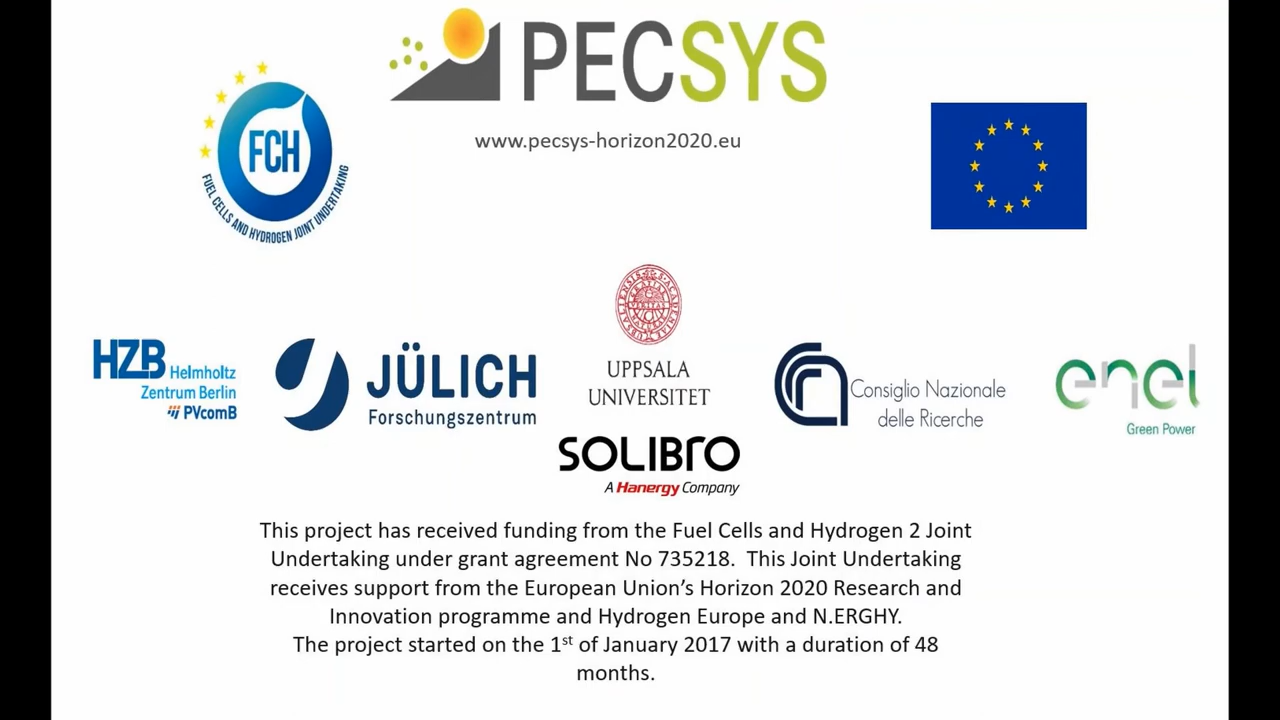 PECSYS
www.pecsys-horizon2020.eu
FCH
FUEL CELLS AND HYDROGEN JOINT UNDERTAKING
HZB Helmholtz
Zentrum Berlin
PVcomB
JÜLICH
Forschungszentrum
UPPSALA
UNIVERSITET
Consiglio Nazionale
delle Ricerche
enel
Green Power
SOLIBRO
A Hanergy Company
This project has received funding from the Fuel Cells and Hydrogen 2 Joint
Undertaking under grant agreement No 735218.  This Joint Undertaking
receives support from the European Union’s Horizon 2020 Research and
Innovation programme and Hydrogen Europe and N.ERGHY.
The project started on the 1st of January 2017 with a duration of 48
months.